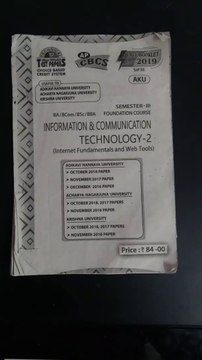 TEST PAPERS
CHOICE BASED
CREDIT SYSTEM
AP
CBCS
2019
AKU
ADIKAVI NANNAYA UNIVERSITY
ACHARYA NAGARJUNA UNIVERSITY
KRISHNA UNIVERSITY
SEMESTER- III
BA/BCom/BSc/BBA
FOUNDATION COURSE
INFORMATION & COMMUNICATION
TECHNOLOGY-2
(Internet Fundamentals and Web Tools)
ADIKAVI NANNAYA UNIVERSITY
OCTOBER 2018 PAPER
NOVEMBER 2017 PAPER
DECEMBER 2016 PAPER
ACHARYA NAGARJUNA UNIVERSITY
OCTOBER 2018, 2017 PAPERS
NOVEMBER 2016 PAPER
KRISHNA UNIVERSITY
OCTOBER 2018, 2017 PAPERS
NOVEMBER 2016 PAPER
Price : ₹ 84 -00